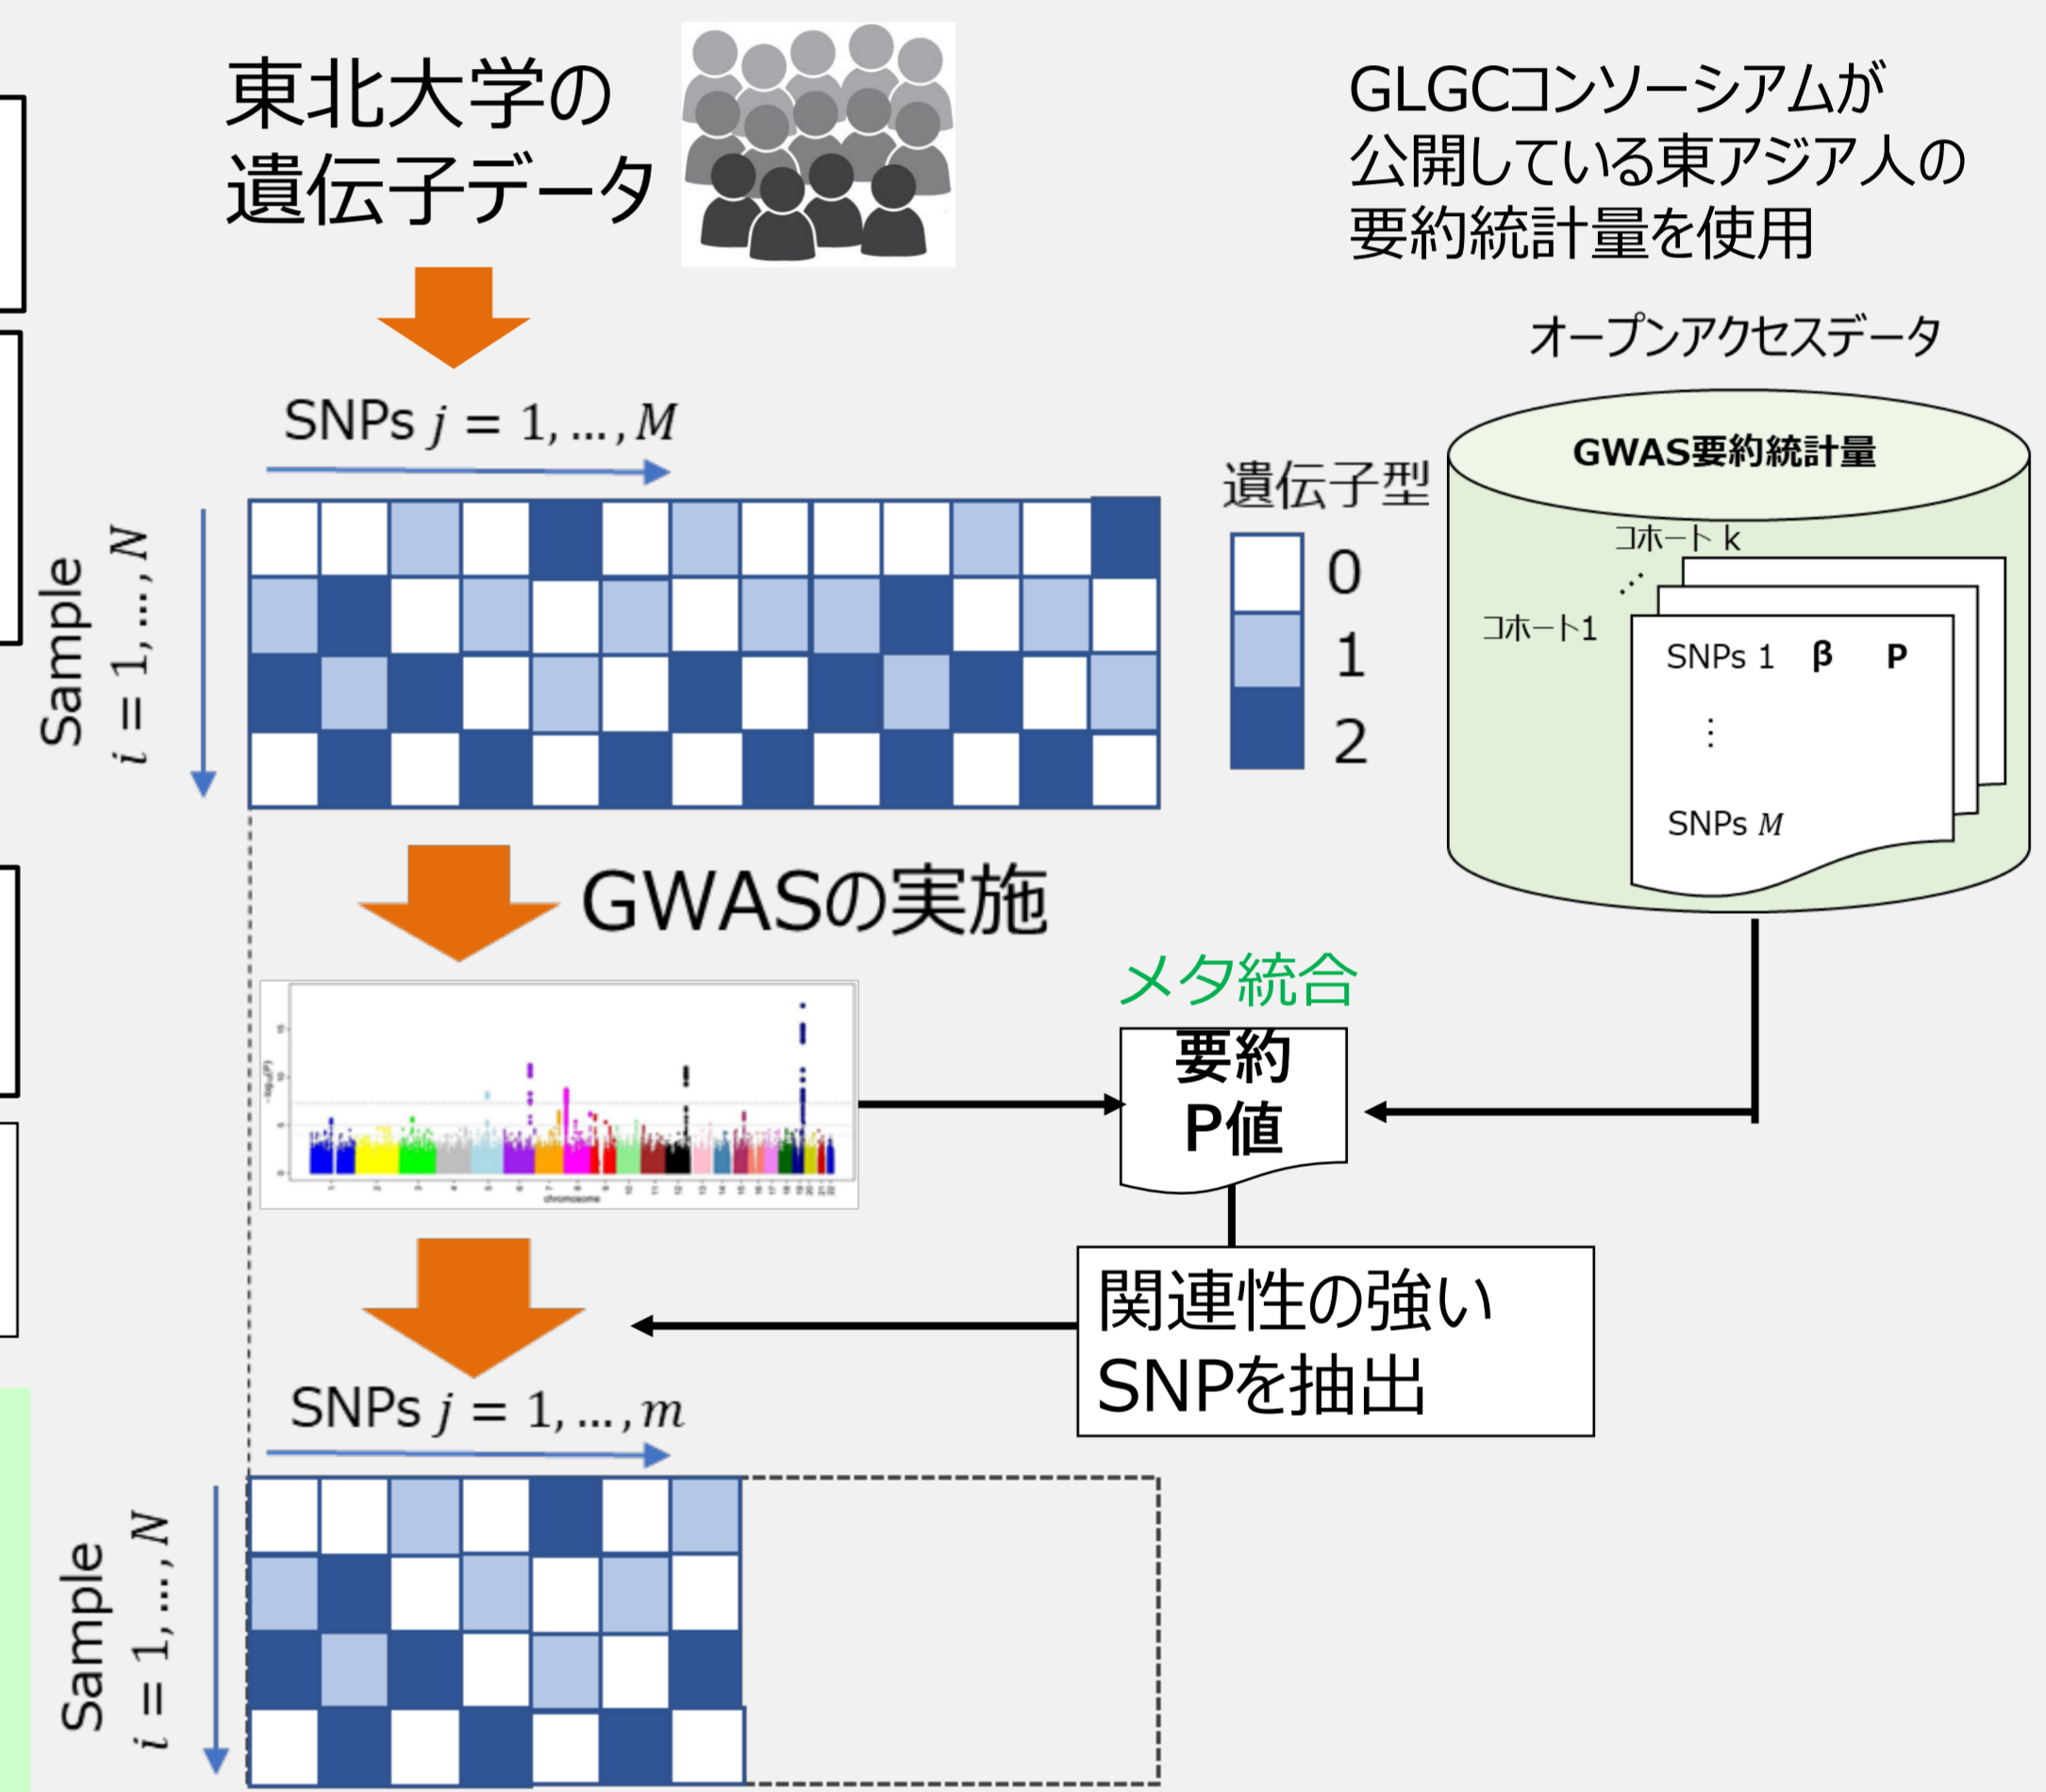 東北大学の
遺伝子データ
GLGCコンソーシアムが
公開している東アジア人の
要約統計量を使用
オープンアクセスデータ
GWAS要約統計量
コホート k
⋰
コホート1
SNPs 1 β P
⋮
SNPs M
SNPs j = 1, … , M
Sample
i = 1, … , N
遺伝子型
0
1
2
GWASの実施
メタ統合
要約
P値
chromosome
関連性の強い
SNPを抽出
SNPs j = 1, … , m
Sample
i = 1, … , N